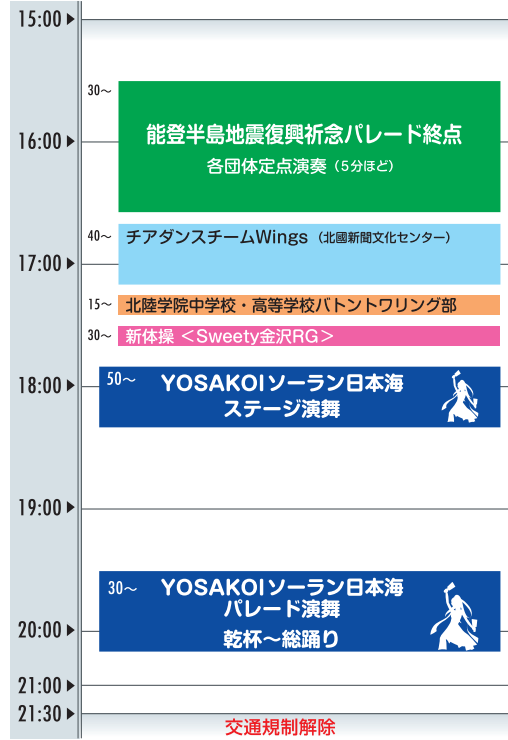 15:00
30～
能登半島地震復興祈念パレード終点
16:00
各団体定点演奏（5分ほど）
40～ チアダンスチームWings（北國新聞文化センター）
17:00
15～ 北陸学院中学校・高等学校バトントワリング部
30～ 新体操 ＜Sweety金沢RG＞
50～ YOSAKOIソーラン日本海
18:00
ステージ演舞
19:00
30～ YOSAKOIソーラン日本海
パレード演舞
20:00
乾杯～総踊り
21:00
21:30
交通規制解除